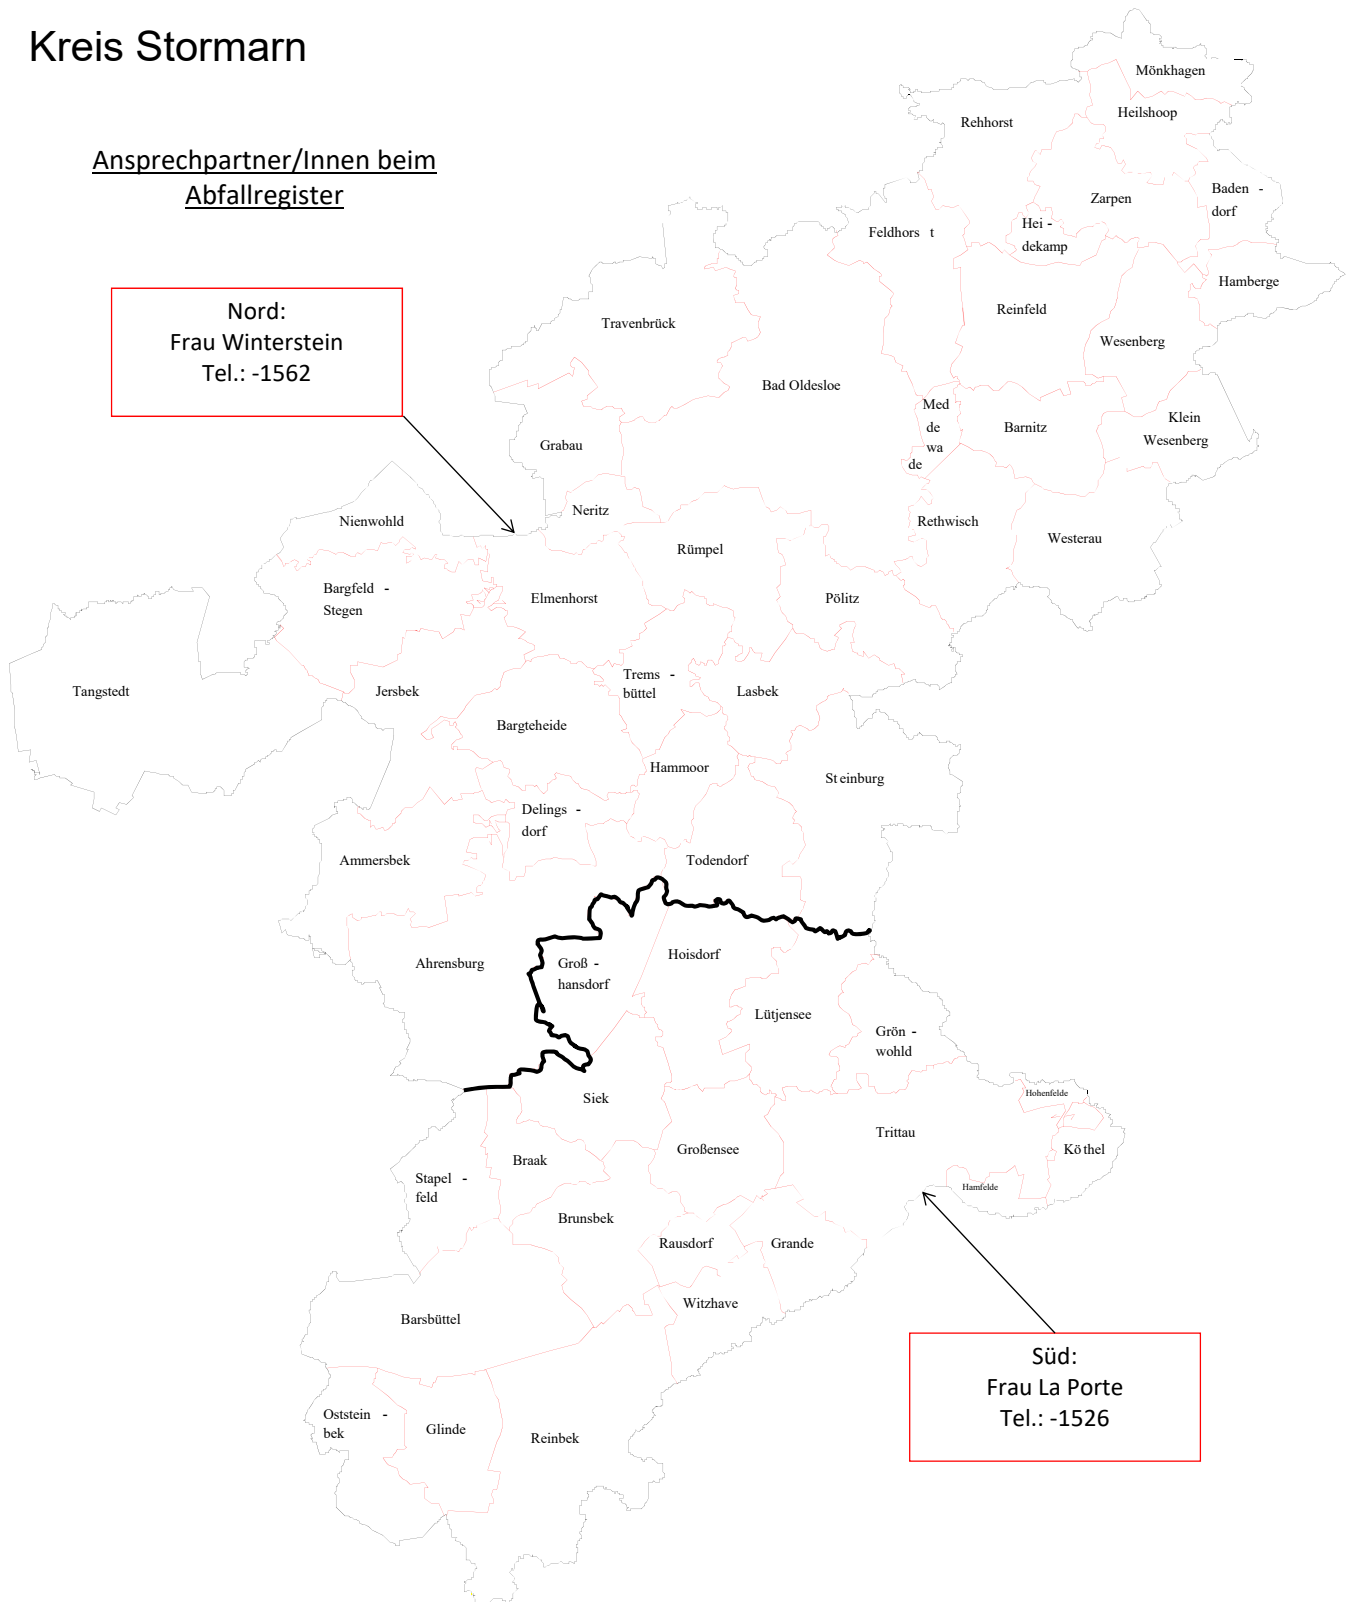 Kreis Stormarn
Ansprechpartner/Innen beim
Abfallregister
Nord:
Frau Winterstein
Tel.: -1562
Mönkhagen
Heilshoop
Rehhorst
Zarpen
Baden -
dorf
Hei -
dekamp
Feldhors t
Hamberge
Reinfeld
Travenbrück
Wesenberg
Bad Oldesloe
Med
de
wa
de
Barnitz
Klein
Wesenberg
Grabau
Neritz
Nienwohld
Rethwisch
Westerau
Rümpel
Bargfeld -
Stegen
Elmenhorst
Pölitz
Tangstedt
Jersbek
Trems -
büttel
Lasbek
Bargteheide
Hammoor
St einburg
Delings -
dorf
Ammersbek
Todendorf
Ahrensburg
Groß -
hansdorf
Hoisdorf
Lütjensee
Grön -
wohld
Siek
Hohenfelde
Trittau
Kö thel
Großensee
Braak
Stapel -
feld
Hamfelde
Brunsbek
Rausdorf
Grande
Witzhave
Barsbüttel
Süd:
Frau La Porte
Tel.: -1526
Oststein -
bek
Glinde
Reinbek